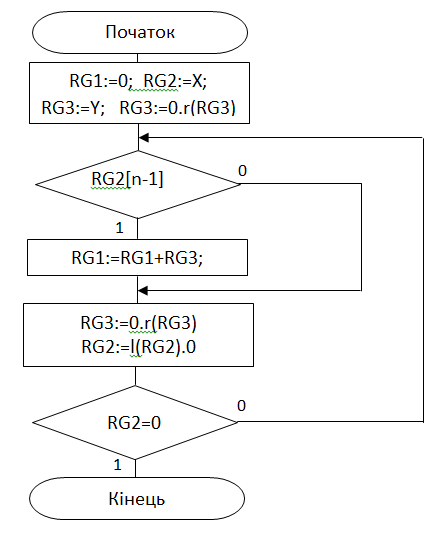 Початок
RG1:=0; RG2:=X;
RG3:=Y; RG3:=0.r(RG3)
RG2[n-1]
0
1
RG1:=RG1+RG3;
RG3:=0.r(RG3)
RG2:=l(RG2).0
RG2=0
0
1
Кінець